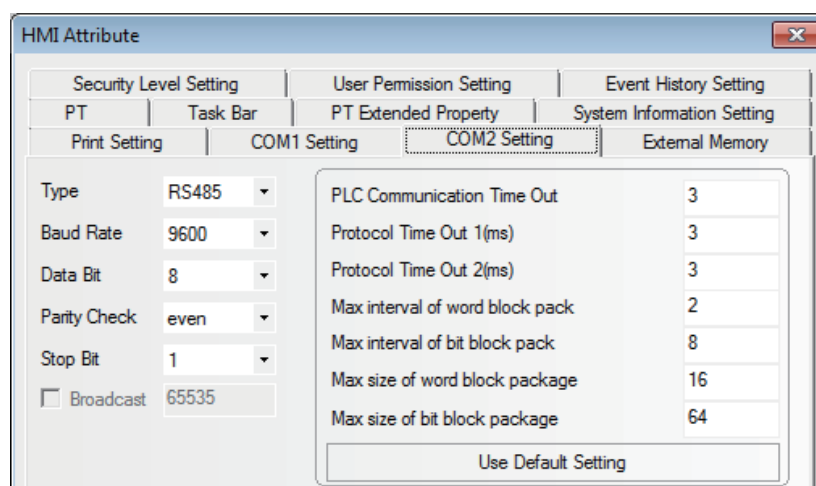 HMI Attribute
Security Level Setting User Permission Setting Event History Setting
PT Task Bar PT Extended Property System Information Setting
Print Setting COM1 Setting COM2 Setting External Memory
Type RS485
Baud Rate 9600
Data Bit 8
Parity Check even
Stop Bit 1
Broadcast 65535
PLC Communication Time Out 3
Protocol Time Out 1(ms) 3
Protocol Time Out 2(ms) 3
Max interval of word block pack 2
Max interval of bit block pack 8
Max size of word block package 16
Max size of bit block package 64
Use Default Setting